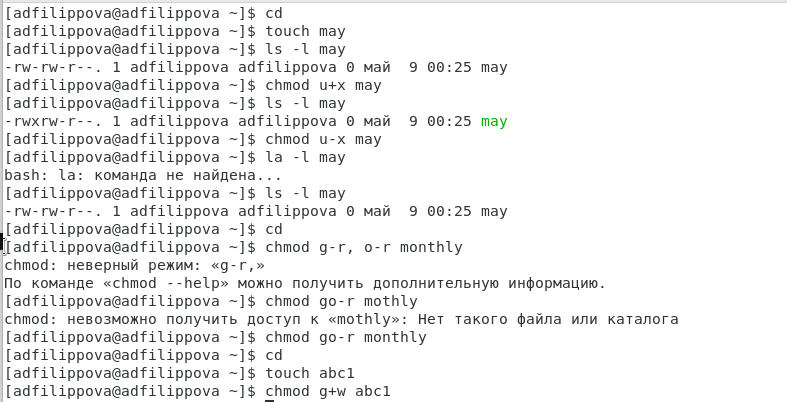 [adfilippova@adfilippova ~]$ cd
[adfilippova@adfilippova ~]$ touch may
[adfilippova@adfilippova ~]$ ls -l may
-rw-rw-r--. 1 adfilippova adfilippova 0 май  9 00:25 may
[adfilippova@adfilippova ~]$ chmod u+x may
[adfilippova@adfilippova ~]$ ls -l may
-rwxrw-r--. 1 adfilippova adfilippova 0 май  9 00:25 may
[adfilippova@adfilippova ~]$ chmod u-x may
[adfilippova@adfilippova ~]$ la -l may
bash: la: команда не найдена...
[adfilippova@adfilippova ~]$ ls -l may
-rw-rw-r--. 1 adfilippova adfilippova 0 май  9 00:25 may
[adfilippova@adfilippova ~]$ cd
[adfilippova@adfilippova ~]$ chmod g-r, o-r monthly
chmod: неверный режим: «g-r,»
По команде «chmod --help» можно получить дополнительную информацию.
[adfilippova@adfilippova ~]$ chmod go-r mothly
chmod: невозможно получить доступ к «mothly»: Нет такого файла или каталога
[adfilippova@adfilippova ~]$ chmod go-r monthly
[adfilippova@adfilippova ~]$ cd
[adfilippova@adfilippova ~]$ touch abc1
[adfilippova@adfilippova ~]$ chmod g+w abc1